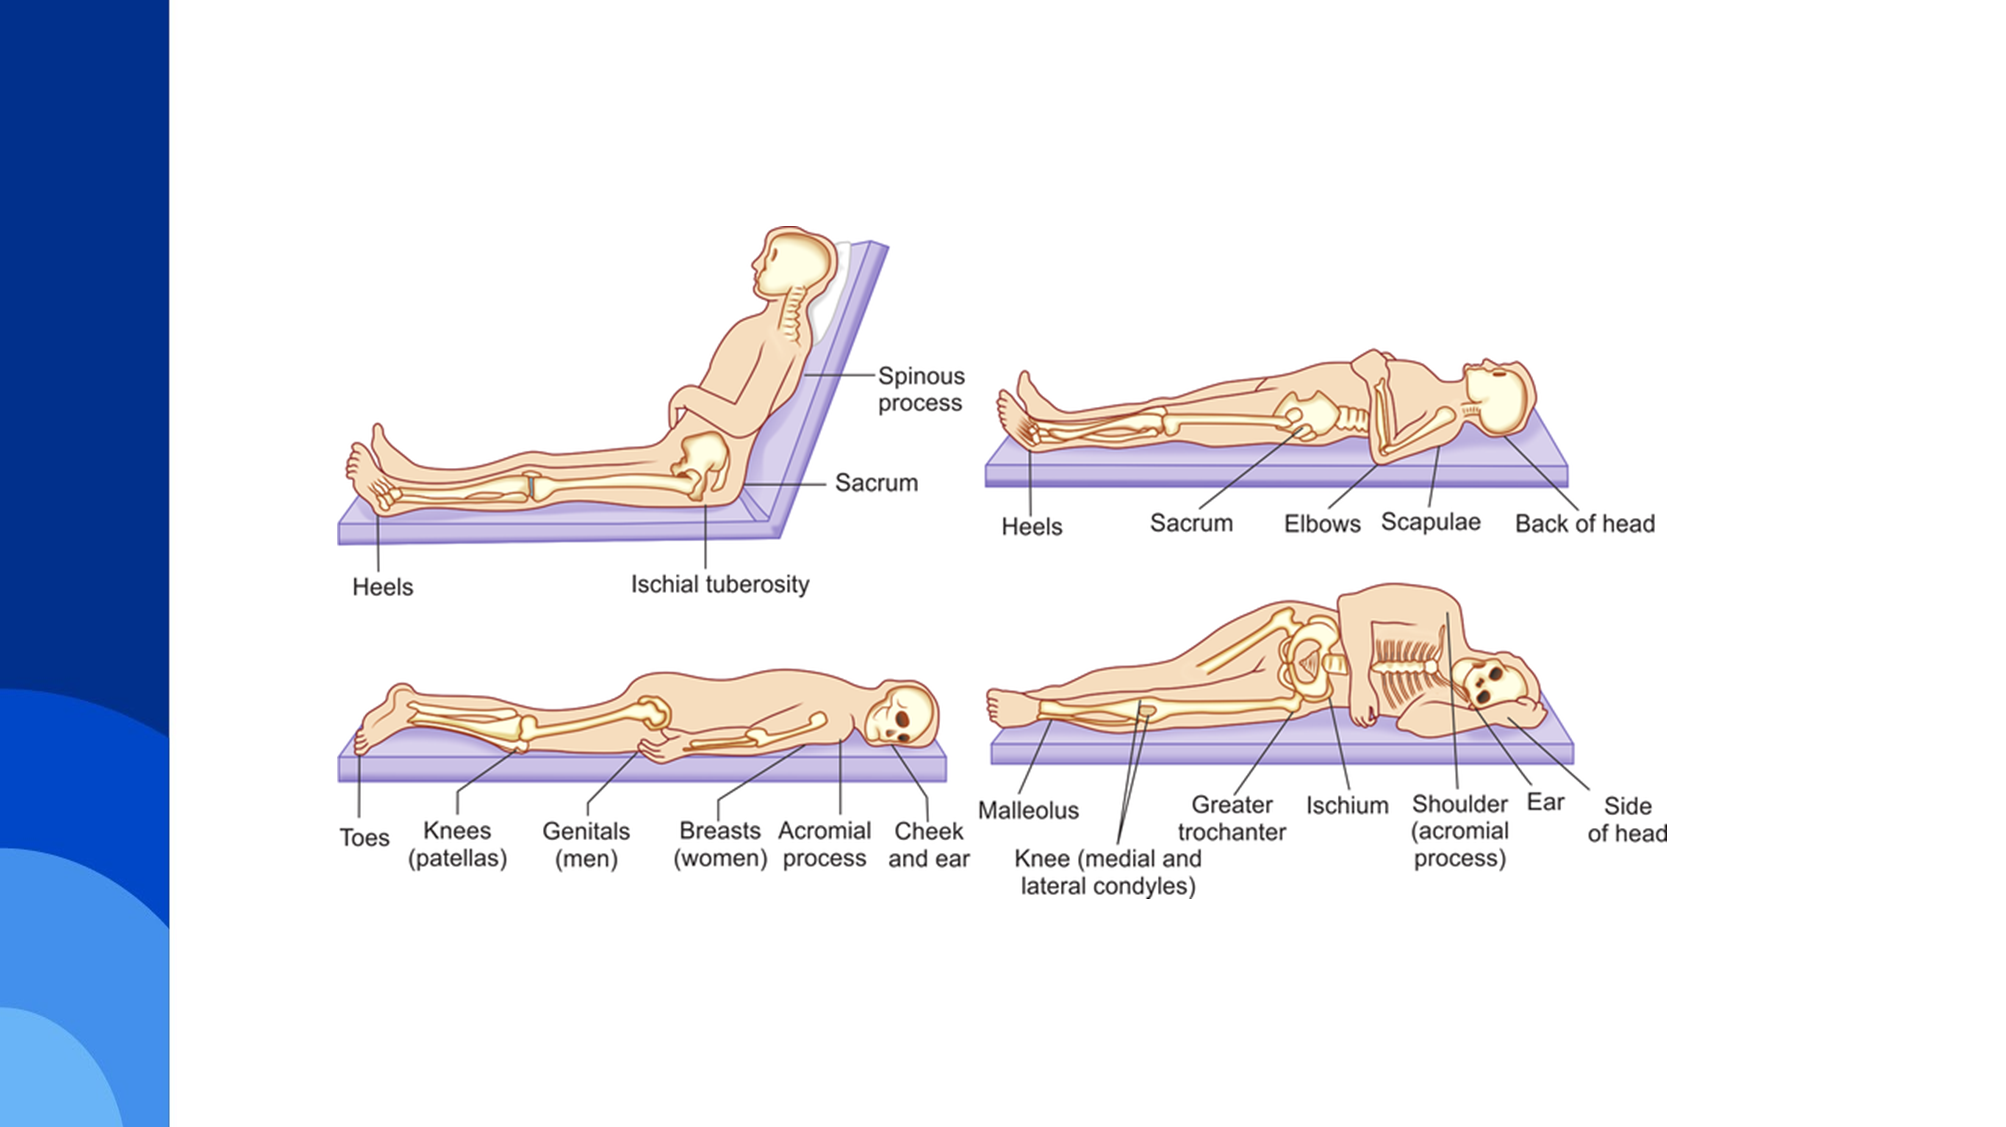 Spinous
process
Sacrum
Heels
Ischial tuberosity
Heels
Sacrum
Elbows
Scapulae
Back of head
Toes
Knees
(patellas)
Genitals
(men)
Breasts
(women)
Acromial
process
Cheek
and ear
Malleolus
Knee (medial and
lateral condyles)
Greater
trochanter
Ischium
Shoulder
(acromial
process)
Ear
Side
of head